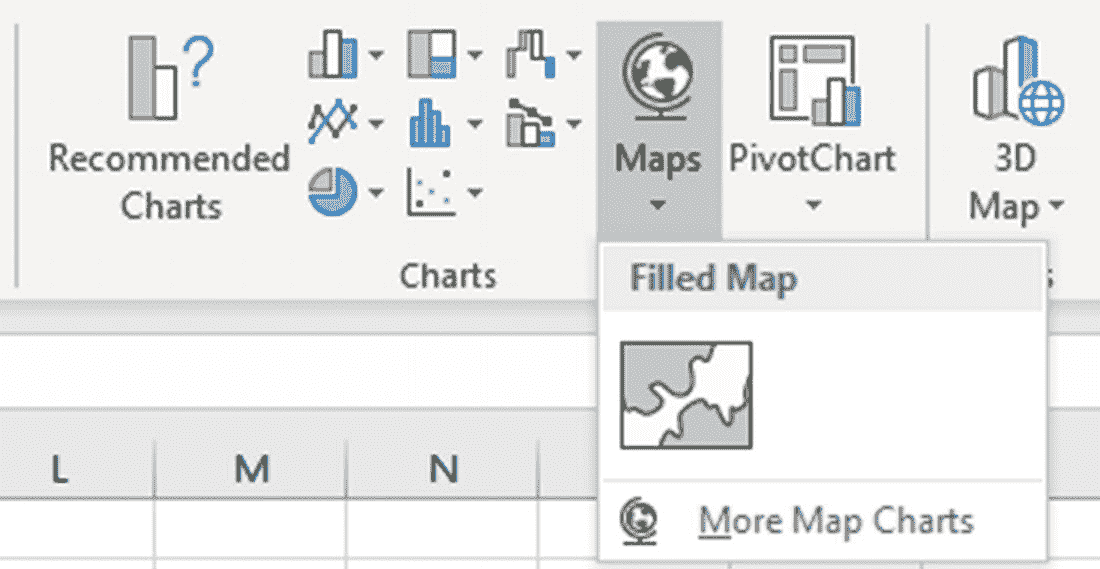 Recommended
Charts
?
Maps
PivotChart
3D
Map
Charts
s
Filled Map
L
M
N
More Map Charts